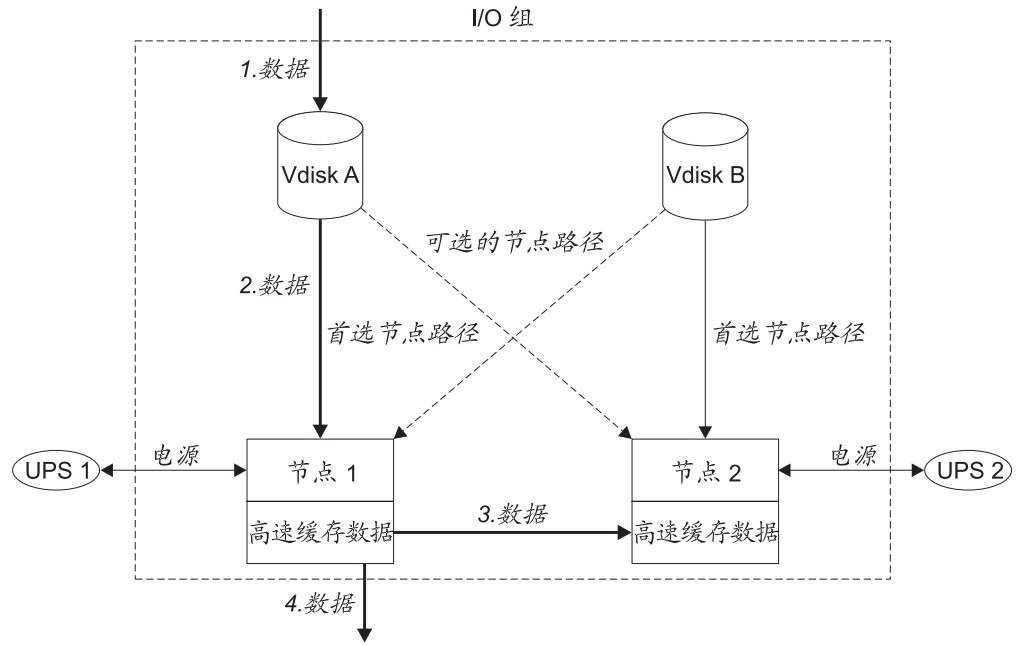 I/O 组
1.数据
Vdisk A
Vdisk B
可选的节点路径
2.数据
首选节点路径
首选节点路径
UPS 1
电源
节点 1
节点 2
电源
UPS 2
3.数据
高速缓存数据
高速缓存数据
4.数据